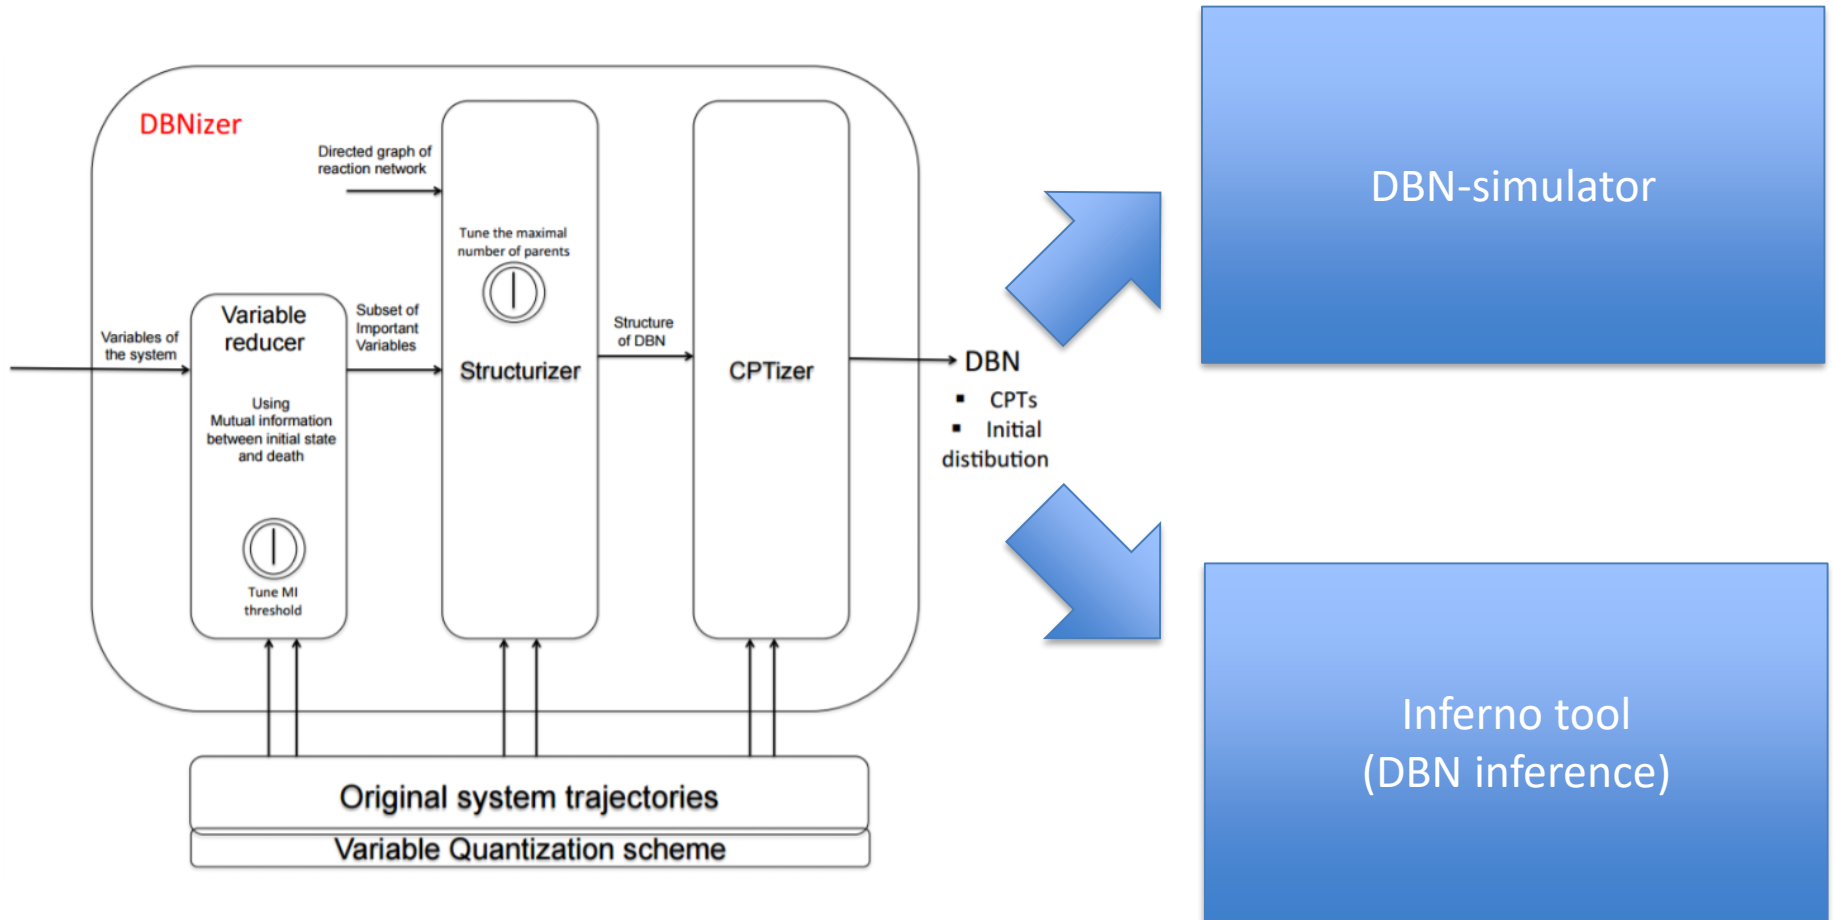 DBNizer
Directed graph of
reaction network
Tune the maximal
number of parents
Variables of
the system
Variable
reducer
Using
Mutual information
between initial state
and death
Tune MI
threshold
Subset of
Important
Variables
Structurizer
Structure
of DBN
CPTizer
DBN
▪ CPTs
▪ Initial
distibution
Original system trajectories
Variable Quantization scheme
DBN-simulator
Inferno tool
(DBN inference)